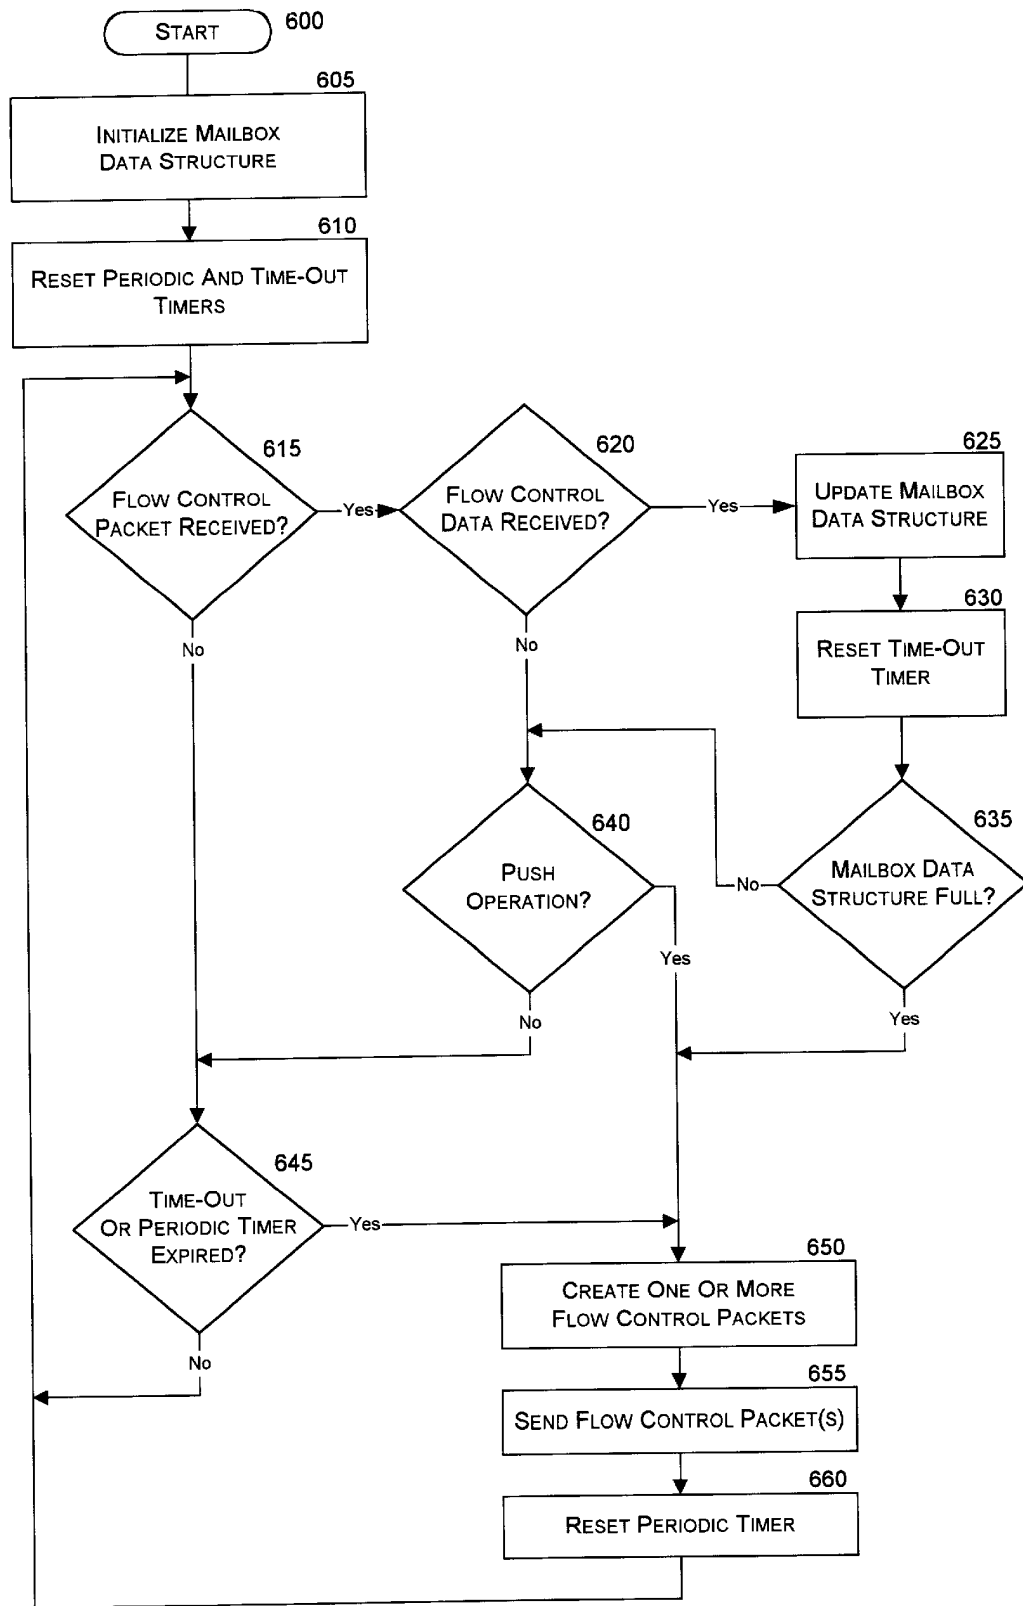 START
600
605
INITIALIZE MAILBOX
DATA STRUCTURE
610
RESET PERIODIC AND TIME-OUT
TIMERS
615
FLOW CONTROL
PACKET RECEIVED?
Yes
No
620
FLOW CONTROL
DATA RECEIVED?
Yes
No
625
UPDATE MAILBOX
DATA STRUCTURE
630
RESET TIME-OUT
TIMER
635
MAILBOX DATA
STRUCTURE FULL?
No
Yes
640
PUSH
OPERATION?
Yes
No
645
TIME-OUT
OR PERIODIC TIMER
EXPIRED?
Yes
No
650
CREATE ONE OR MORE
FLOW CONTROL PACKETS
655
SEND FLOW CONTROL PACKET(S)
660
RESET PERIODIC TIMER